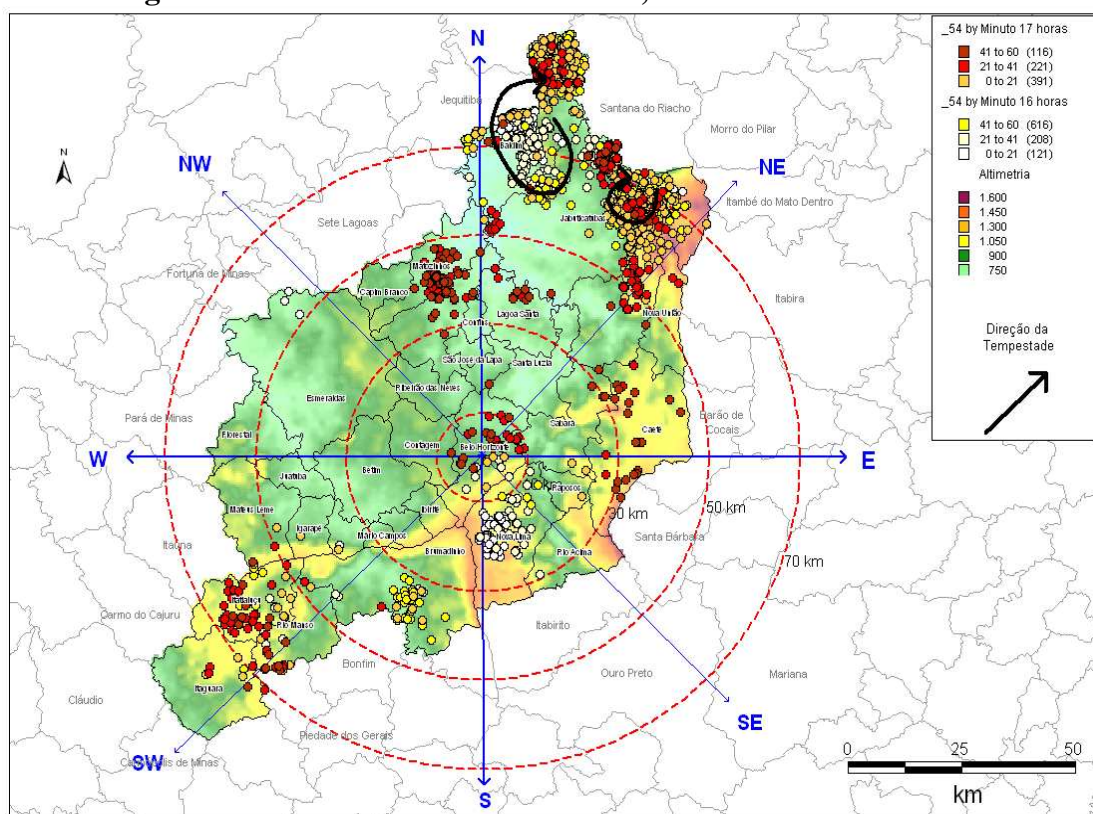 _54 by Minuto 17 horas
41 to 60 (116)
21 to 41 (221)
0 to 21 (391)
_54 by Minuto 16 horas
41 to 60 (616)
21 to 41 (208)
0 to 21 (121)
Altimetria
1.600
1.450
1.300
1.050
900
750
Direção da
Tempestade
N
N
Jequitibá
Santana do Riacho
Morro do Pilar
Baldim
NW
NE
Itambé do Mato Dentro
Sete Lagoas
Jaboticatubas
Fortuna de Minas
Matozinhos
Capim Branco
Itabira
Lagoa Santa
Nova União
Confins
São José da Lapa
Santa Luzia
Ribeirão das Neves
Esmeraldas
Pará de Minas
Barão de
Cocais
Sabará
Caeté
Florestal
Contagem
Belo Horizonte
W
E
Betim
Juatuba
Raposos
Mateus Leme
Ibirité
30 km
50 km
Igarapé
Mário Campos
Nova Lima
Santa Bárbara
Itaúna
Brumadinho
Rio Acima
70 km
Itatiaiuçu
Carmo do Cajuru
Rio Manso
Itabirito
Bonfim
Ouro Preto
Mariana
Itaguara
Cláudio
SE
Piedade dos Gerais
SW
S
0 25 50
km